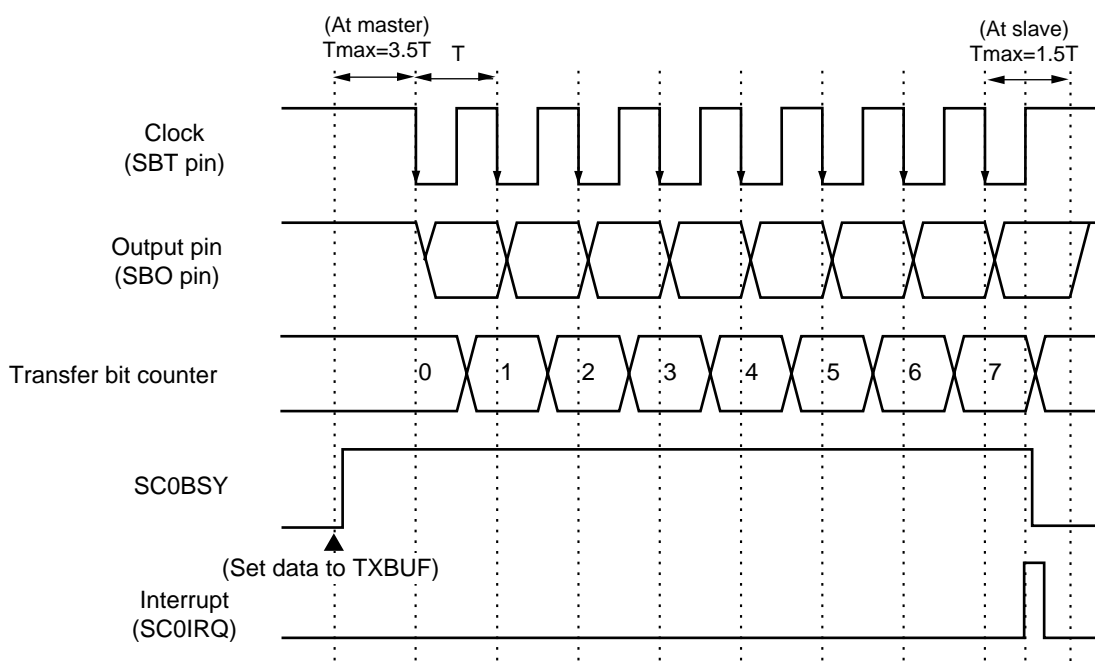 (At master)
Tmax=3.5T
T
(At slave)
Tmax=1.5T
Clock
(SBT pin)
Output pin
(SBO pin)
Transfer bit counter
0 1 2 3 4 5 6 7
SC0BSY
(Set data to TXBUF)
Interrupt
(SC0IRQ)